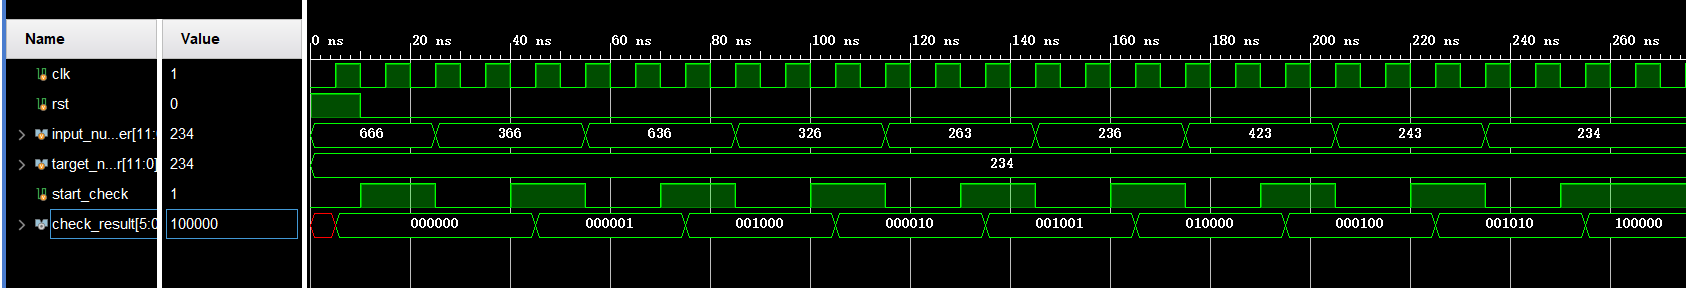 Name Value
0 ns 20 ns 40 ns 60 ns 80 ns 100 ns 120 ns 140 ns 160 ns 180 ns 200 ns 220 ns 240 ns 260 ns
clk 1
rst 0
input_nu...er[11:0 234 666 366 636 326 263 236 423 243 234
target_n...r[11:0] 234 234
start_check 1
check_result[5:0 100000 000000 000001 001000 000010 001001 010000 000100 001010 100000